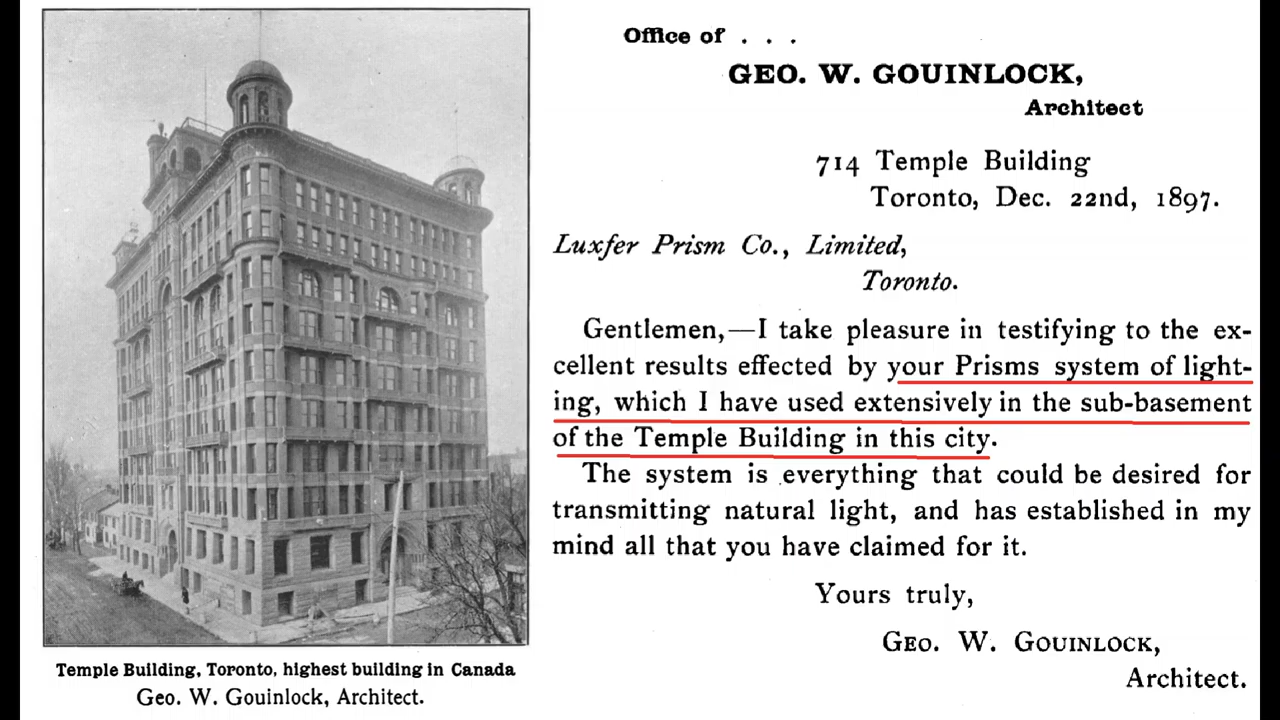 Temple Building, Toronto, highest building in Canada
Geo. W. Gouinlock, Architect.
Office of . . .
GEO. W. GOUINLOCK,
Architect
714 Temple Building
Toronto, Dec. 22nd, 1897.
Luxfer Prism Co., Limited,
Toronto.
Gentlemen,—I take pleasure in testifying to the ex-
cellent results effected by your Prisms system of light-
ing, which I have used extensively in the sub-basement
of the Temple Building in this city.
The system is everything that could be desired for
transmitting natural light, and has established in my
mind all that you have claimed for it.
Yours truly,
GEO. W. GOUINLOCK,
Architect.